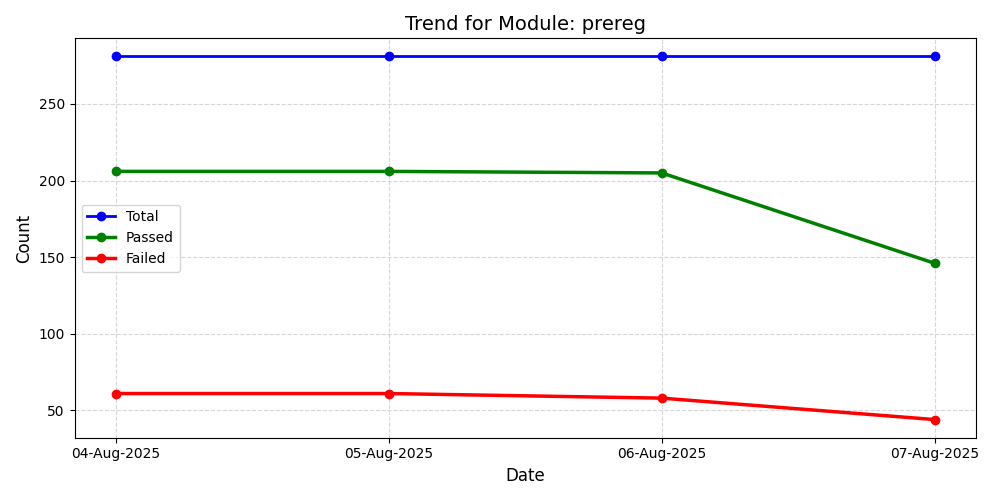 Trend for Module: prereg
Count
250
200
150
100
50
Total
Passed
Failed
04-Aug-2025
05-Aug-2025
06-Aug-2025
07-Aug-2025
Date